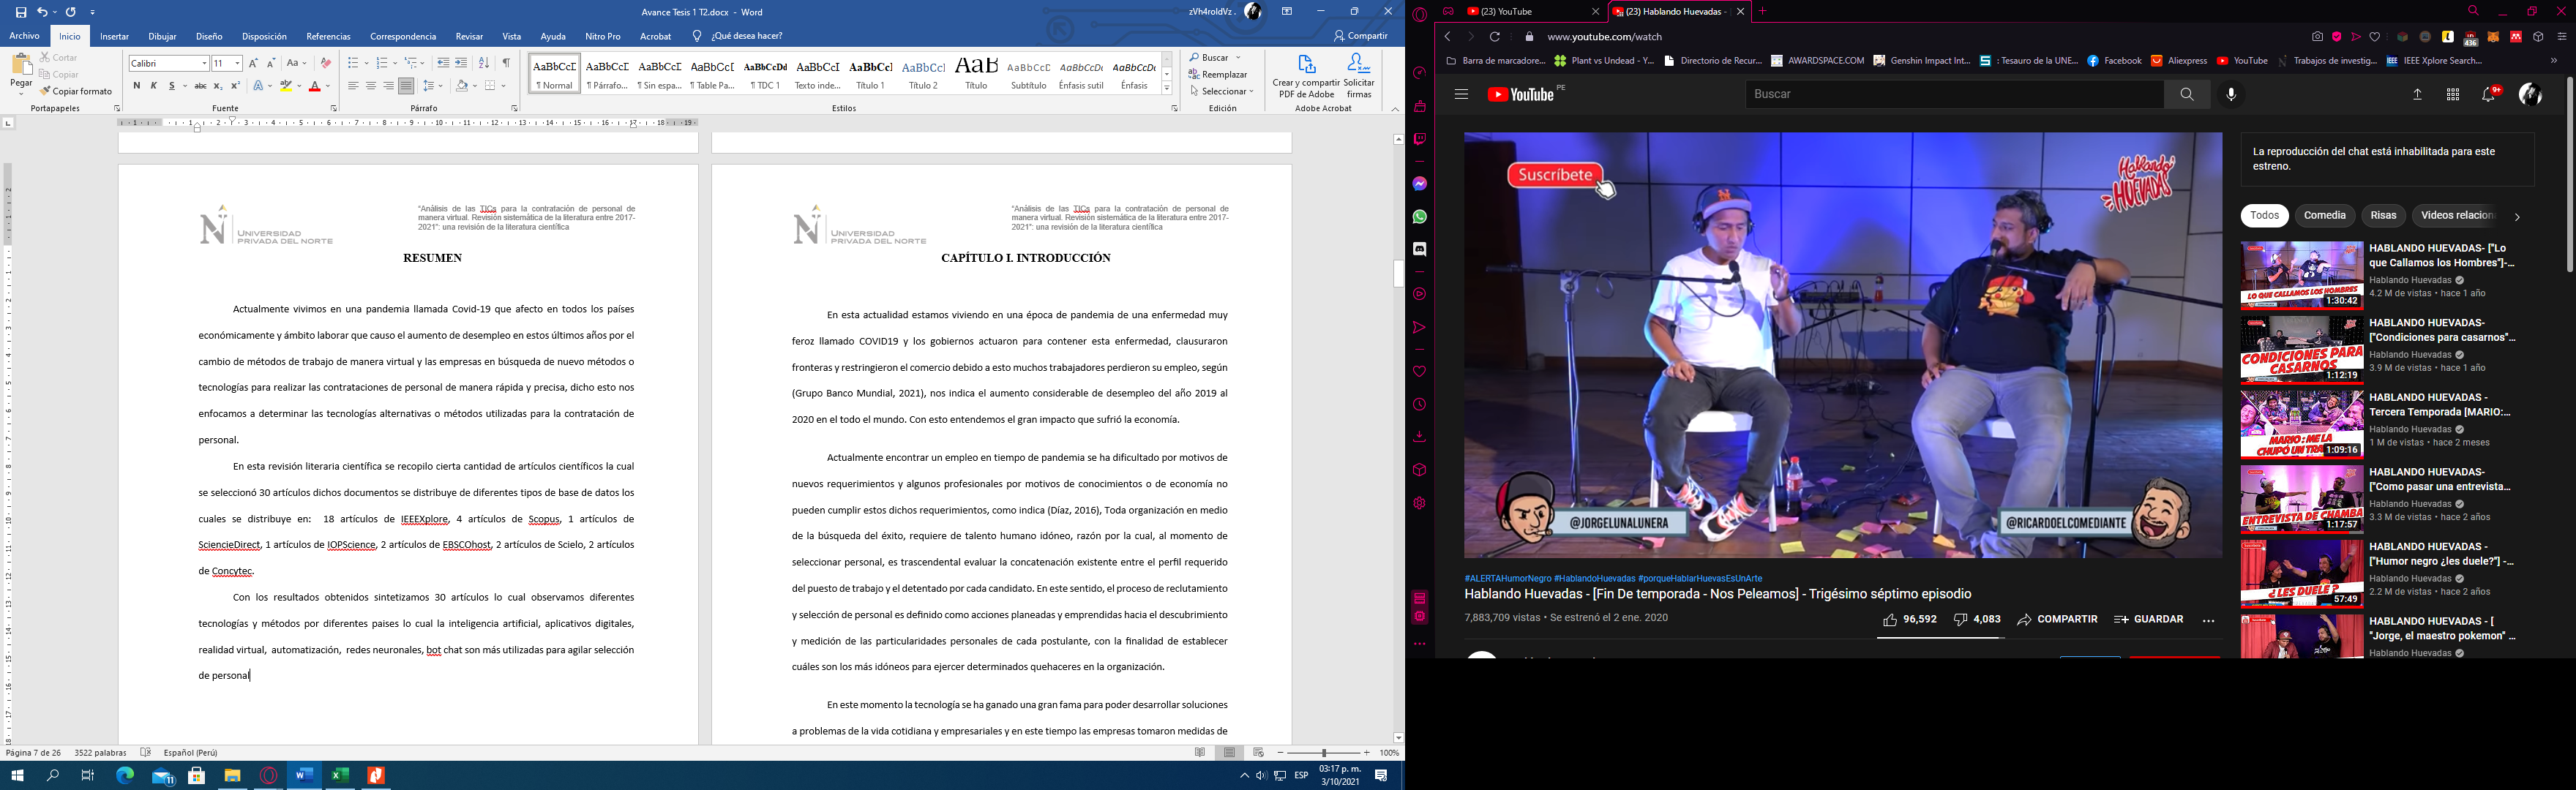 Avance Tesis 1 T2.docx - Word
zVh4roldVz .
Archivo Inicio Insertar Dibujar Diseño Disposición Referencias Correspondencia Revisar Vista Ayuda Nitro Pro Acrobat ¿Qué desea hacer? Compartir
Pegar
Cortar
Copiar
Copiar formato
Portapapeles
Calibri 11
Fuente
Párrafo
AaBbCcI AaBbCcDc AaBbCcDc AaBbCcDc AaBbCcDd AaBbCcI AaBbCcl AaBbCcl AaB AaBbCcD AaBbCcDc AaBbCcDc
¶ Normal ¶ Párrafo... ¶ Sin espa... ¶ Table Pa... ¶ TDC 1 Texto inde... Título 1 Título 2 Título Subtítulo Énfasis sutil Énfasis
Estilos
Buscar
Reemplazar
Seleccionar
Edición
Crear y compartir PDF de Adobe
Solicitar firmas
Adobe Acrobat
UNIVERSIDAD
PRIVADA DEL NORTE
"Análisis de las TICs para la contratación de personal de
manera virtual. Revisión sistemática de la literatura entre 2017-
2021": una revisión de la literatura científica
RESUMEN
Actualmente vivimos en una pandemia llamada Covid-19 que afecto en todos los países
económicamente y ámbito laborar que causo el aumento de desempleo en estos últimos años por el
cambio de métodos de trabajo de manera virtual y las empresas en búsqueda de nuevo métodos o
tecnologías para realizar las contrataciones de personal de manera rápida y precisa, dicho esto nos
enfocamos a determinar las tecnologías alternativas o métodos utilizadas para la contratación de
personal.
En esta revisión literaria científica se recopilo cierta cantidad de artículos científicos la cual
se seleccionó 30 artículos dichos documentos se distribuye de diferentes tipos de base de datos los
cuales se distribuye en: 18 artículos de IEEEXplore, 4 artículos de Scopus, 1 artículos de
SciencieDirect, 1 artículos de IOPScience, 2 artículos de EBSCOhost, 2 artículos de Scielo, 2 artículos
de Concytec.
Con los resultados obtenidos sintetizamos 30 artículos lo cual observamos diferentes
tecnologías y métodos por diferentes paises lo cual la inteligencia artificial, aplicativos digitales,
realidad virtual, automatización, redes neuronales, bot chat son más utilizadas para agilar selección
de personal
UNIVERSIDAD
PRIVADA DEL NORTE
"Análisis de las TICs para la contratación de personal de
manera virtual. Revisión sistemática de la literatura entre 2017-
2021": una revisión de la literatura científica
CAPÍTULO I. INTRODUCCIÓN
En esta actualidad estamos viviendo en una época de pandemia de una enfermedad muy
feroz llamado COVID19 y los gobiernos actuaron para contener esta enfermedad, clausuraron
fronteras y restringieron el comercio debido a esto muchos trabajadores perdieron su empleo, según
(Grupo Banco Mundial, 2021), nos indica el aumento considerable de desempleo del año 2019 al
2020 en el todo el mundo. Con esto entendemos el gran impacto que sufrió la economía.
Actualmente encontrar un empleo en tiempo de pandemia se ha dificultado por motivos de
nuevos requerimientos y algunos profesionales por motivos de conocimientos o de economía no
pueden cumplir estos dichos requerimientos, como indica (Díaz, 2016), Toda organización en medio
de la búsqueda del éxito, requiere de talento humano idóneo, razón por la cual, al momento de
seleccionar personal, es trascendental evaluar la concatenación existente entre el perfil requerido
del puesto de trabajo y el detentado por cada candidato. En este sentido, el proceso de reclutamiento
y selección de personal es definido como acciones planeadas y emprendidas hacia el descubrimiento
y medición de las particularidades personales de cada postulante, con la finalidad de establecer
cuáles son los más idóneos para ejercer determinados quehaceres en la organización.
En este momento la tecnología se ha ganado una gran fama para poder desarrollar soluciones
a problemas de la vida cotidiana y empresariales y en este tiempo las empresas tomaron medidas de
Página 7 de 26 3522 palabras Español (Perú) 100%
11
ESP
03:17 p. m.
3/10/2021
(23) YouTube
(23) Hablando Huevadas -
www.youtube.com/watch
436
Barra de marcadore... Plant vs Undead - Y... Directorio de Recur... AWARDSPACE.COM Genshin Impact Int... : Tesauro de la UNE... Facebook Aliexpress YouTube Trabajos de investig... IEEE Xplore Search...
YouTube PE
Buscar
9+
Suscríbete
Hablando HUEVADAS
@JORGELUNALUNERA
@RICARDOELCOMEDIANTE
#ALERTAHumorNegro #HablandoHuevadas #porqueHablarHuevasEsUnArte
Hablando Huevadas - [Fin De temporada - Nos Peleamos] - Trigésimo séptimo episodio
7,883,709 vistas • Se estrenó el 2 ene. 2020
96,592 4,083 COMPARTIR GUARDAR
La reproducción del chat está inhabilitada para este
estreno.
Todos Comedia Risas Videos relacion
LO QUE CALLAMOS LOS HOMBRES
1:30:42
HABLANDO HUEVADAS- ["Lo
que Callamos los Hombres"]-...
Hablando Huevadas
4.2 M de vistas • hace 1 año
CONDICIONES PARA CASARNOS
1:12:19
HABLANDO HUEVADAS-
["Condiciones para casarnos"...
Hablando Huevadas
3.9 M de vistas • hace 1 año
MARIO: ME LA CHUPÓ UN TRA
1:09:16
HABLANDO HUEVADAS -
Tercera Temporada [MARIO:...
Hablando Huevadas
1 M de vistas • hace 2 meses
ENTREVISTA DE CHAMBA
1:17:57
HABLANDO HUEVADAS-
["Como pasar una entrevista...
Hablando Huevadas
3.3 M de vistas • hace 2 años
¿LES DUELE?
57:49
HABLANDO HUEVADAS -
["Humor negro ¿les duele?"] -...
Hablando Huevadas
2.2 M de vistas • hace 2 años
HABLANDO HUEVADAS - [
"Jorge, el maestro pokemon" ...
Hablando Huevadas